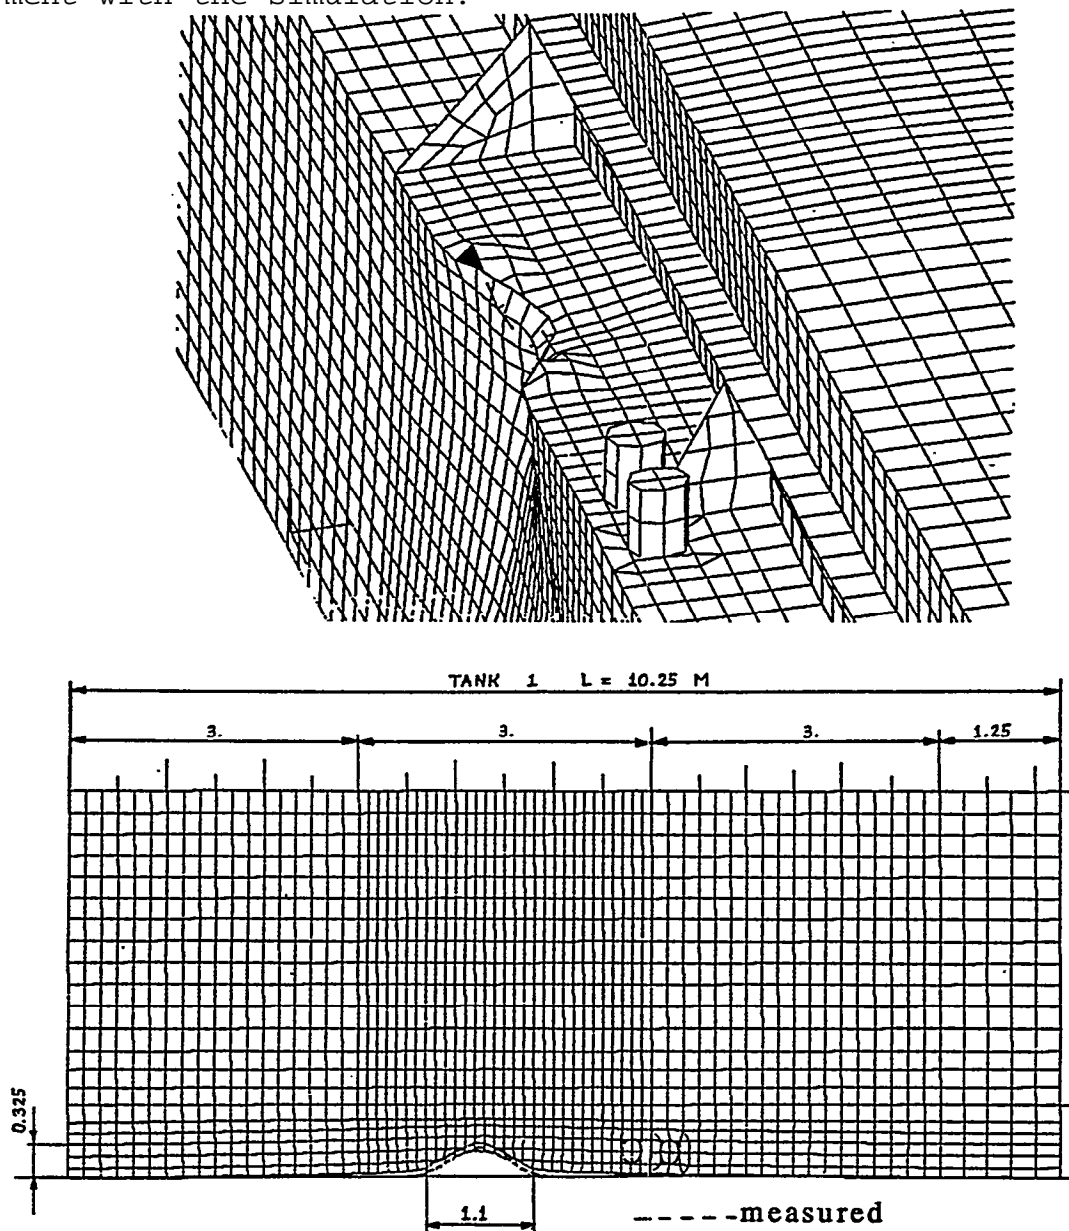 ment with the simulation.
TANK 1 L = 10.25 M
3. 3. 3. 1.25
0.325
1.1
-----measured